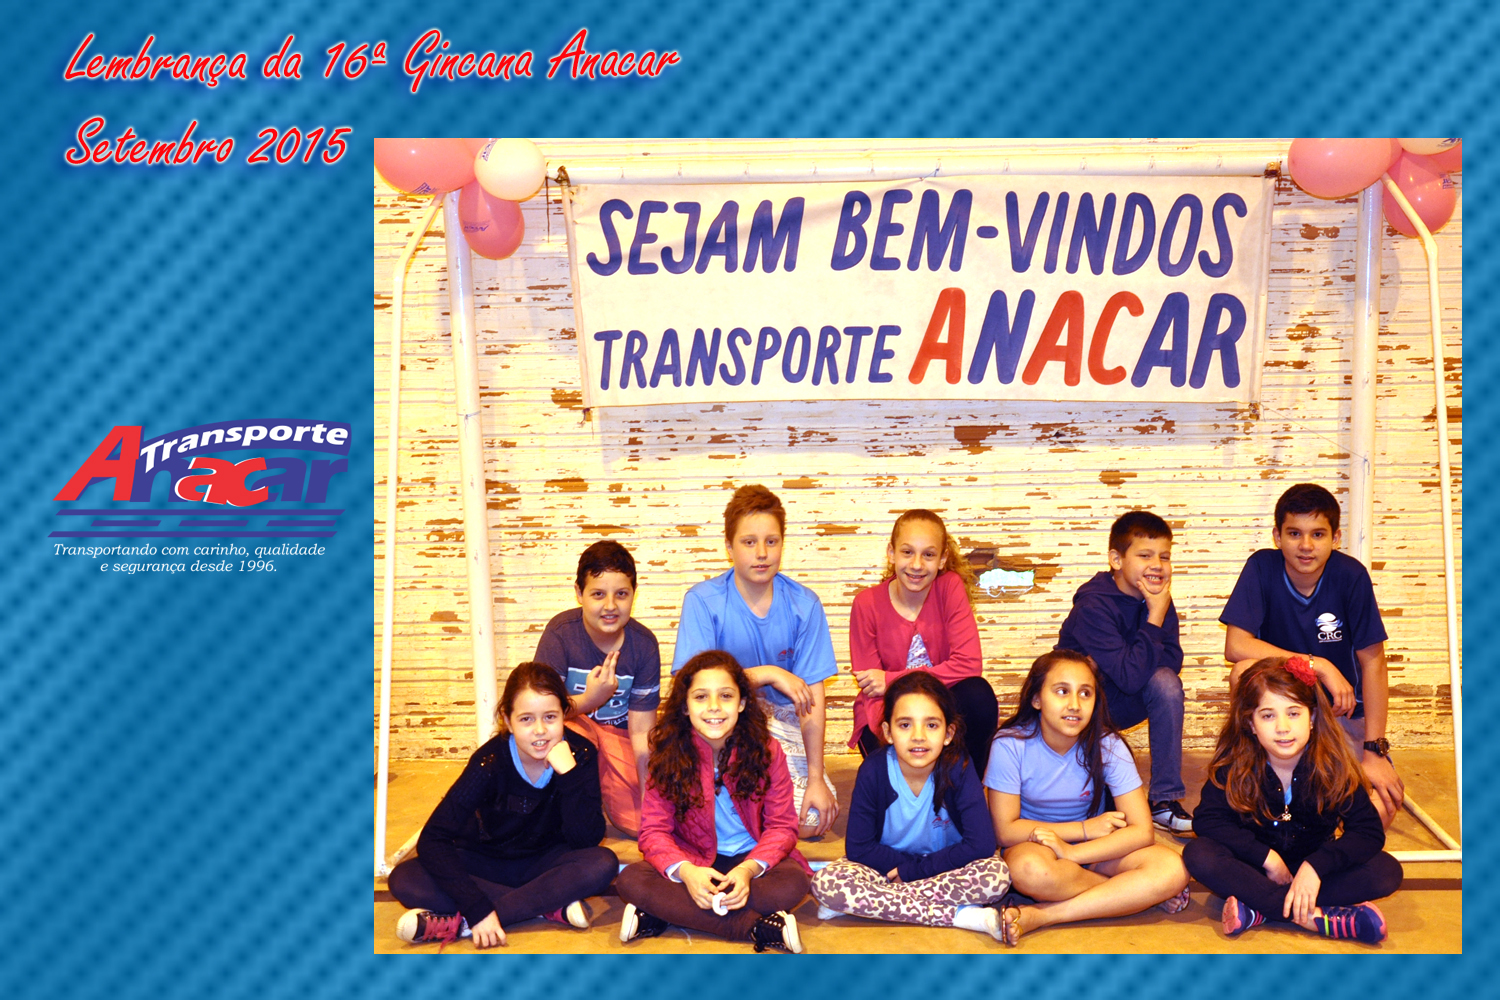 Lembrança da 16ª Gincana Anacar
Setembro 2015
SEJAM BEM-VINDOS
TRANSPORTE ANACAR
Transporte
Anacar
Transportando com carinho, qualidade
e segurança desde 1996.
CRC